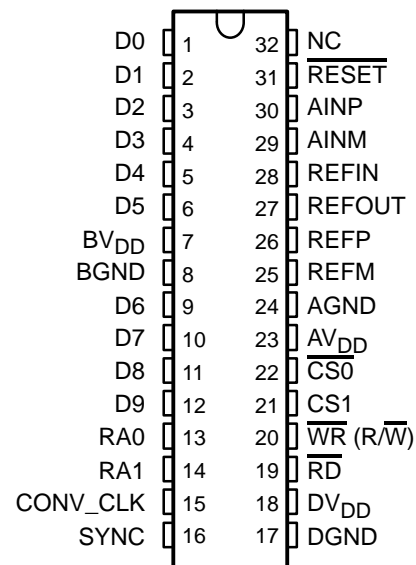 D0 1 32 NC
D1 2 31 RESET
D2 3 30 AINP
D3 4 29 AINM
D4 5 28 REFIN
D5 6 27 REFOUT
BVDD 7 26 REFP
BGND 8 25 REFM
D6 9 24 AGND
D7 10 23 AVDD
D8 11 22 CS0
D9 12 21 CS1
RA0 13 20 WR (R/W)
RA1 14 19 RD
CONV_CLK 15 18 DVDD
SYNC 16 17 DGND